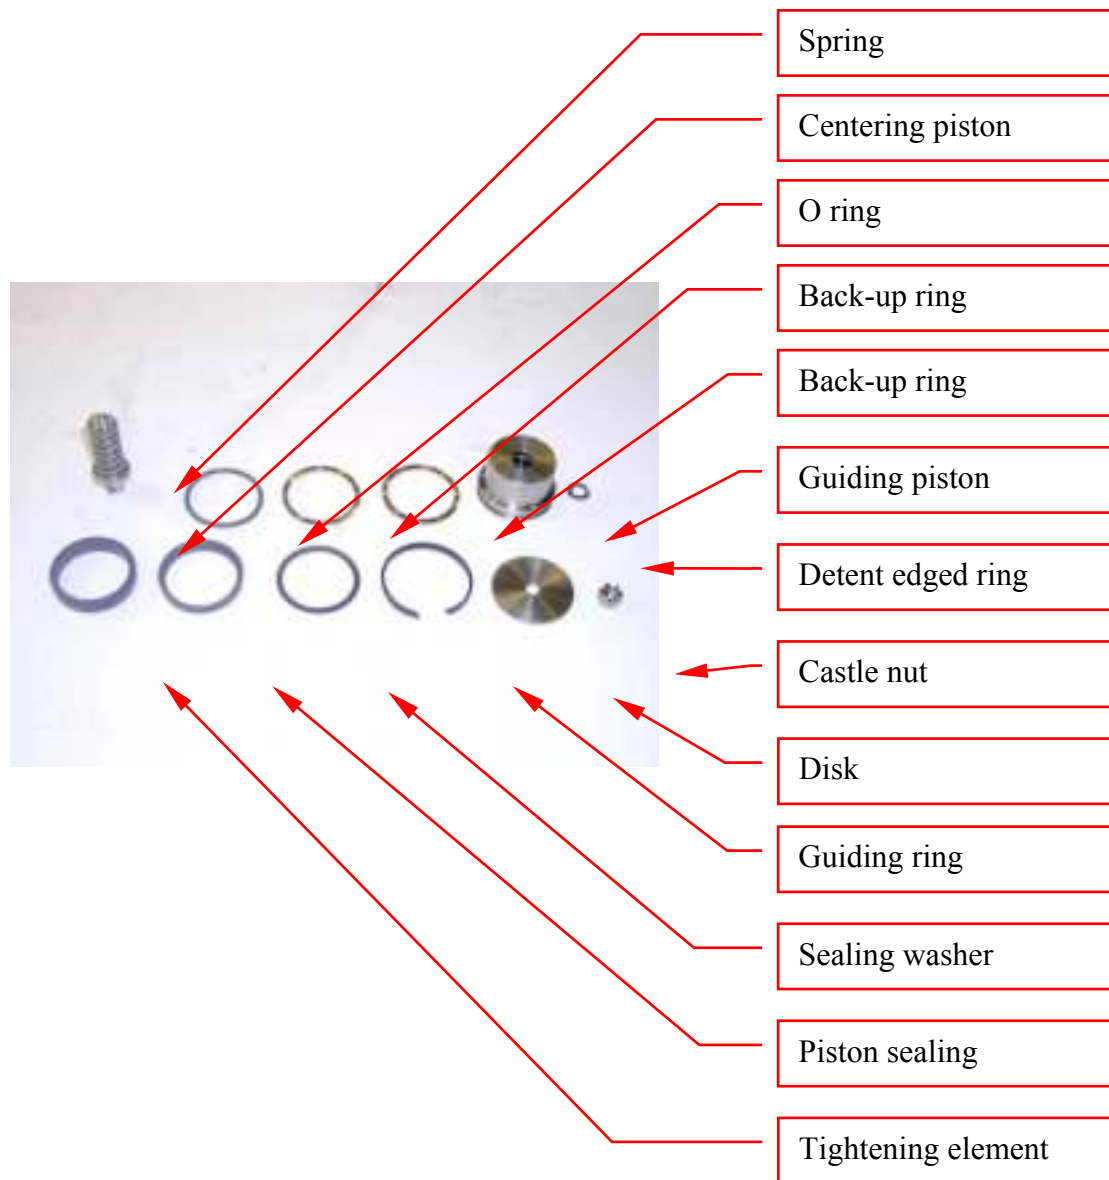 Spring
Centering piston
O ring
Back-up ring
Back-up ring
Guiding piston
Detent edged ring
Castle nut
Disk
Guiding ring
Sealing washer
Piston sealing
Tightening element